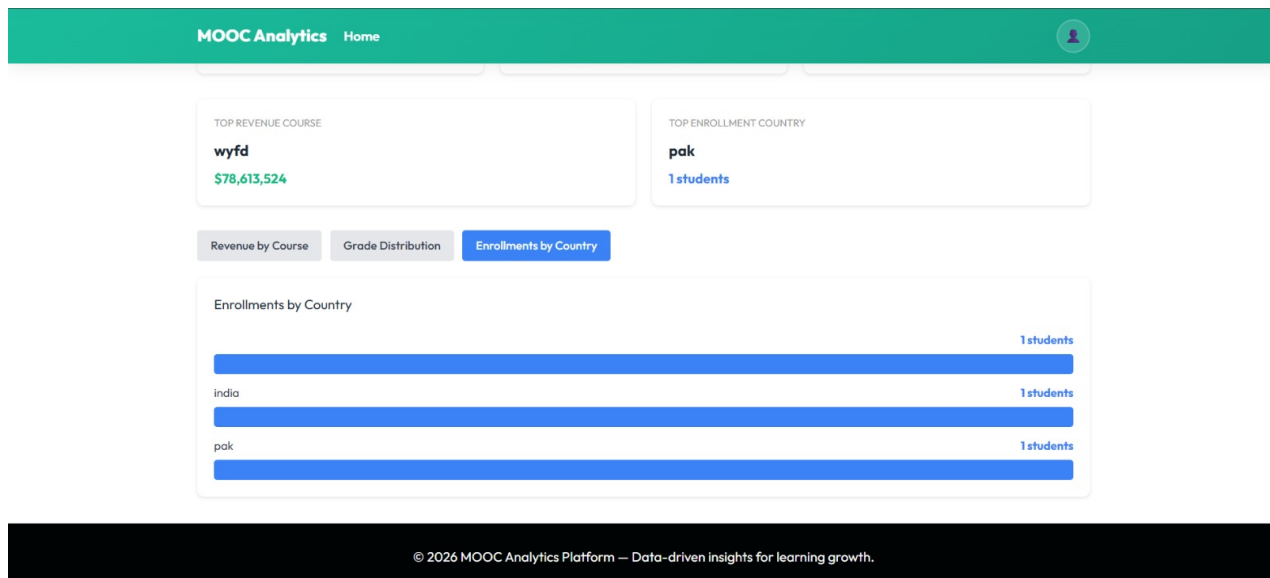 MOOC Analytics Home
TOP REVENUE COURSE
wyfd
$78,613,524
TOP ENROLLMENT COUNTRY
pak
1 students
Revenue by Course
Grade Distribution
Enrollments by Country
Enrollments by Country
1 students
india 1 students
pak 1 students
© 2026 MOOC Analytics Platform — Data-driven insights for learning growth.